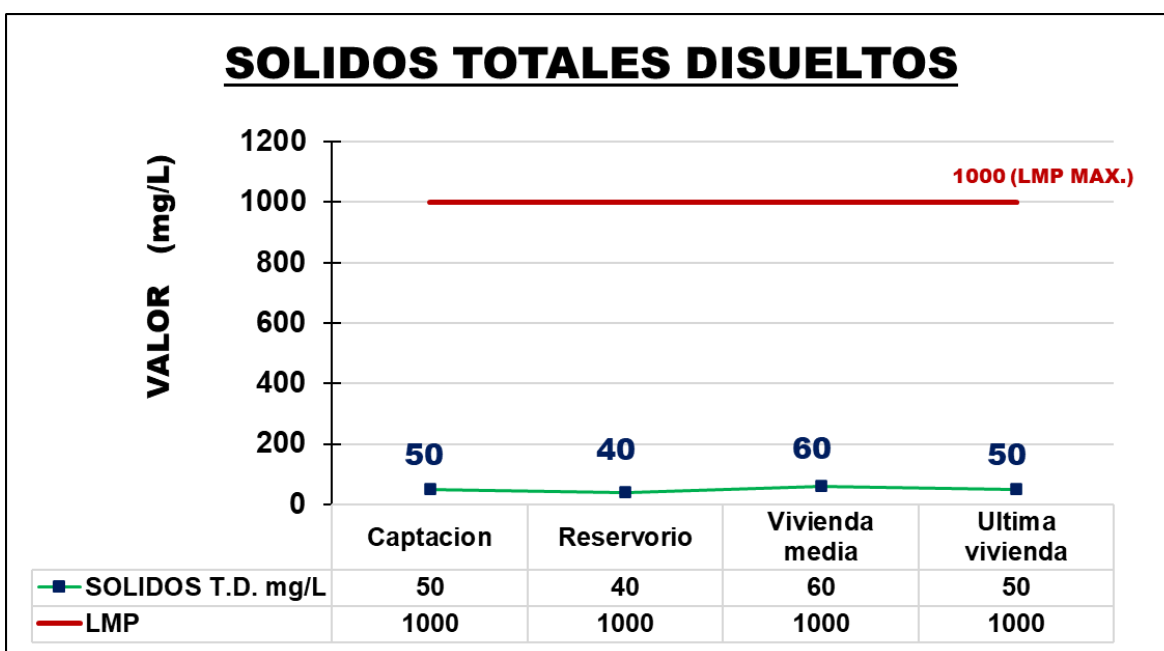 SOLIDOS TOTALES DISUELTOS
VALOR (mg/L)
1200
1000
800
600
400
200
0
1000 (LMP MAX.)
50
40
60
50
Captacion
Reservorio
Vivienda
media
Ultima
vivienda
SOLIDOS T.D. mg/L 50 40 60 50
LMP 1000 1000 1000 1000